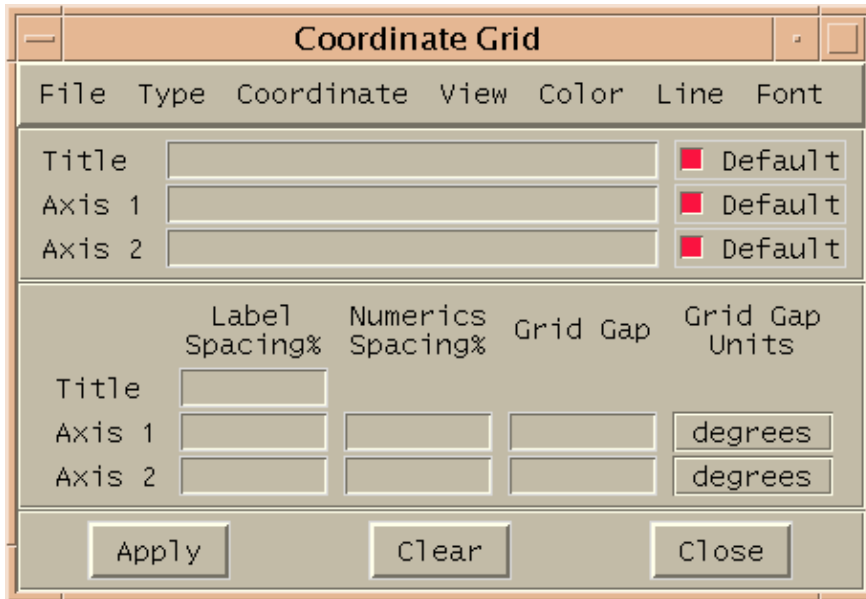 Coordinate Grid
File Type Coordinate View Color Line Font
Title Default
Axis 1 Default
Axis 2 Default
Label Spacing% Numerics Spacing% Grid Gap Grid Gap Units
Title
Axis 1 degrees
Axis 2 degrees
Apply Clear Close